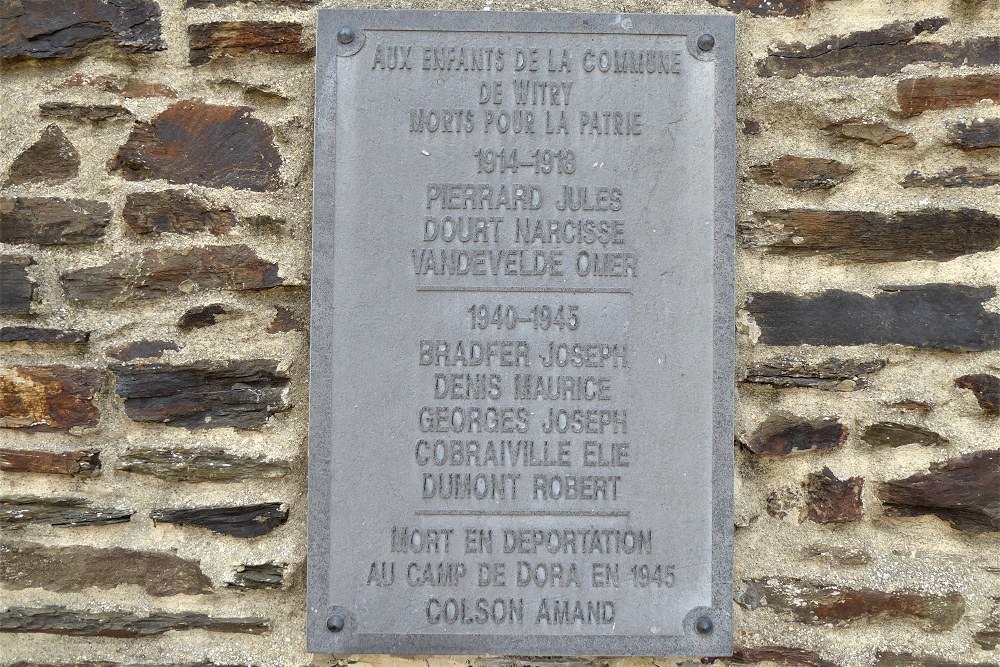 AUX ENFANTS DE LA COMMUNE
DE WITRY
MORTS POUR LA PATRIE
1914–1918
PIERRARD JULES
DOURT NARCISSE
VANDEVELDE OMER
1940–1945
BRADFER JOSEPH
DENIS MAURICE
GEORGES JOSEPH
COBRAIVILLE ELIE
DUMONT ROBERT
MORT EN DEPORTATION
AU CAMP DE DORA EN 1945
COLSON AMAND